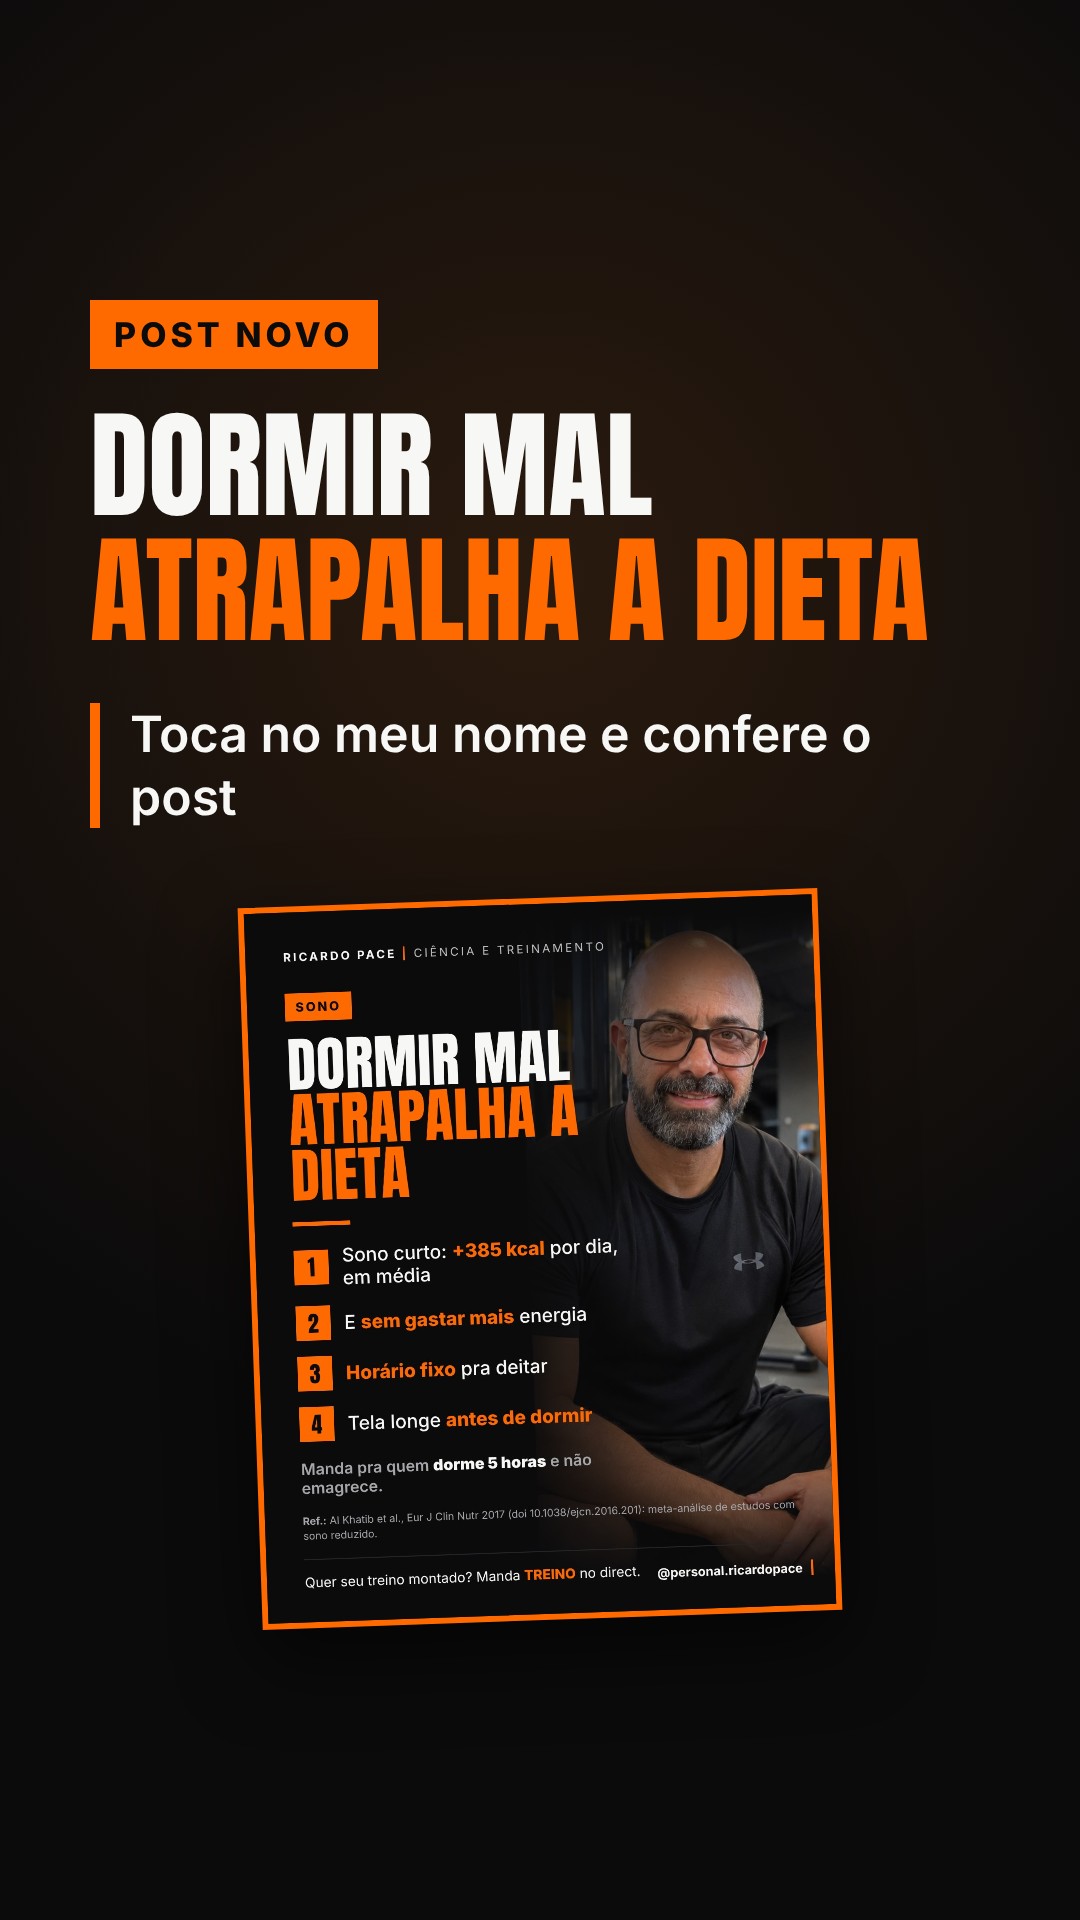 POST NOVO
DORMIR MAL
ATRAPALHA A DIETA
Toca no meu nome e confere o
post
RICARDO PACE | CIÊNCIA E TREINAMENTO
SONO
DORMIR MAL
ATRAPALHA A
DIETA
1 Sono curto: +385 kcal por dia,
em média
2 E sem gastar mais energia
3 Horário fixo pra deitar
4 Tela longe antes de dormir
Manda pra quem dorme 5 horas e não
emagrece.
Ref.: Al Khatib et al., Eur J Clin Nutr 2017 (doi 10.1038/ejcn.2016.201): meta-análise de estudos com
sono reduzido.
Quer seu treino montado? Manda TREINO no direct. @personal.ricardopace |